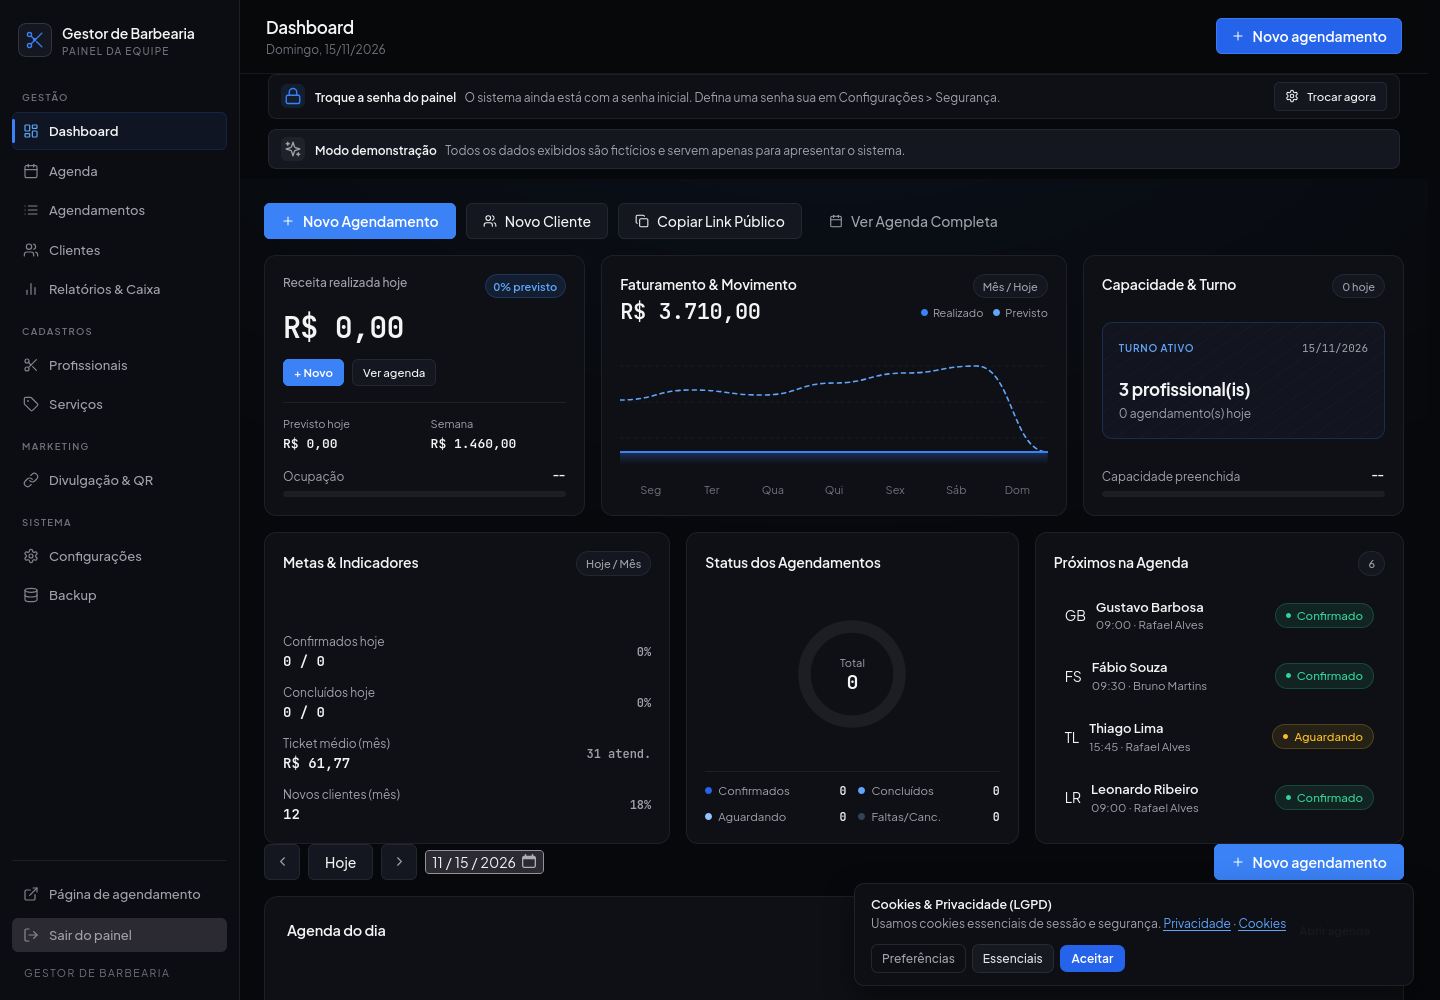 Gestor de Barbearia
PAINEL DA EQUIPE
GESTÃO
Dashboard
Agenda
Agendamentos
Clientes
Relatórios & Caixa
CADASTROS
Profissionais
Serviços
MARKETING
Divulgação & QR
SISTEMA
Configurações
Backup
Página de agendamento
Sair do painel
GESTOR DE BARBEARIA
Dashboard
Domingo, 15/11/2026
+ Novo agendamento
Troque a senha do painel O sistema ainda está com a senha inicial. Defina uma senha sua em Configurações > Segurança.
Trocar agora
Modo demonstração Todos os dados exibidos são fictícios e servem apenas para apresentar o sistema.
+ Novo Agendamento
Novo Cliente
Copiar Link Público
Ver Agenda Completa
Receita realizada hoje
0% previsto
R$ 0,00
+ Novo
Ver agenda
Previsto hoje
R$ 0,00
Semana
R$ 1.460,00
Ocupação
--
Faturamento & Movimento
Mês / Hoje
R$ 3.710,00
Realizado
Previsto
Seg Ter Qua Qui Sex Sáb Dom
Capacidade & Turno
0 hoje
TURNO ATIVO
15/11/2026
3 profissional(is)
0 agendamento(s) hoje
Capacidade preenchida
--
Metas & Indicadores
Hoje / Mês
Confirmados hoje
0 / 0
0%
Concluídos hoje
0 / 0
0%
Ticket médio (mês)
R$ 61,77
31 atend.
Novos clientes (mês)
12
18%
Status dos Agendamentos
Total
0
Confirmados 0
Concluídos 0
Aguardando 0
Faltas/Canc. 0
Próximos na Agenda
6
GB
Gustavo Barbosa
09:00 · Rafael Alves
Confirmado
FS
Fábio Souza
09:30 · Bruno Martins
Confirmado
TL
Thiago Lima
15:45 · Rafael Alves
Aguardando
LR
Leonardo Ribeiro
09:00 · Rafael Alves
Confirmado
Hoje
11 / 15 / 2026
+ Novo agendamento
Agenda do dia
Abrir agenda
Cookies & Privacidade (LGPD)
Usamos cookies essenciais de sessão e segurança. Privacidade · Cookies
Preferências
Essenciais
Aceitar